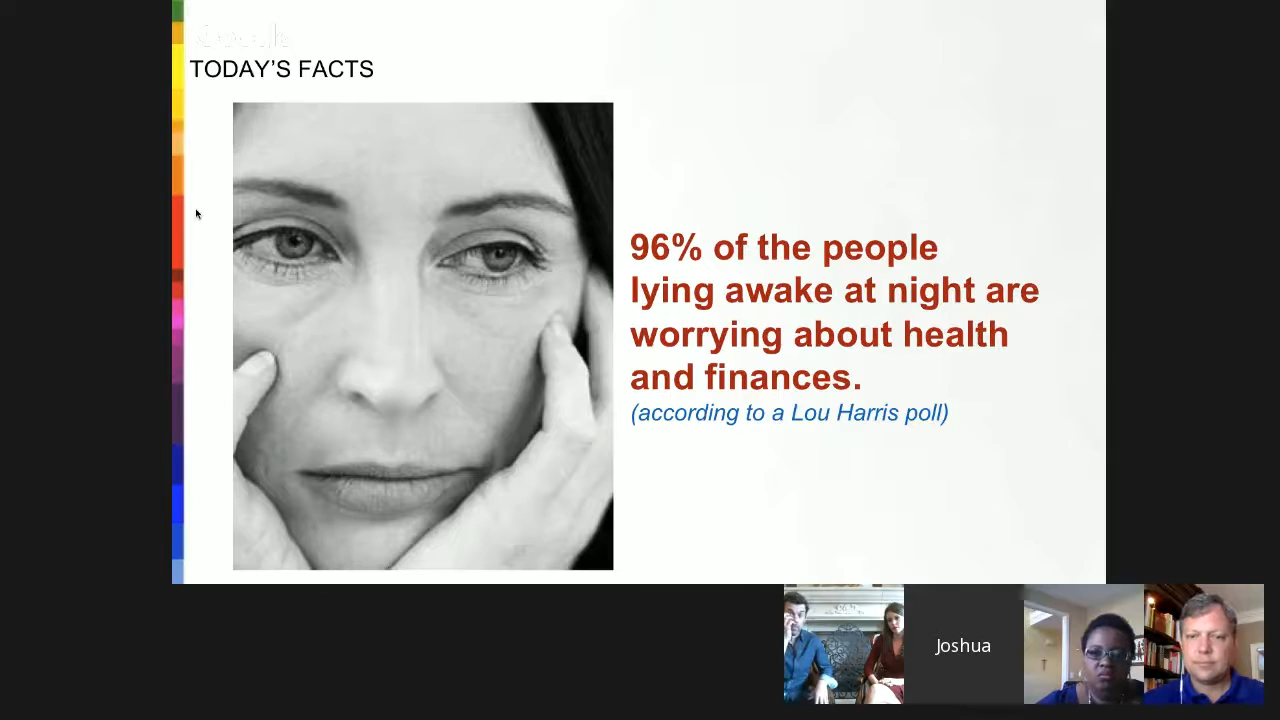 TODAY'S FACTS
96% of the people
lying awake at night are
worrying about health
and finances.
(according to a Lou Harris poll)
Joshua